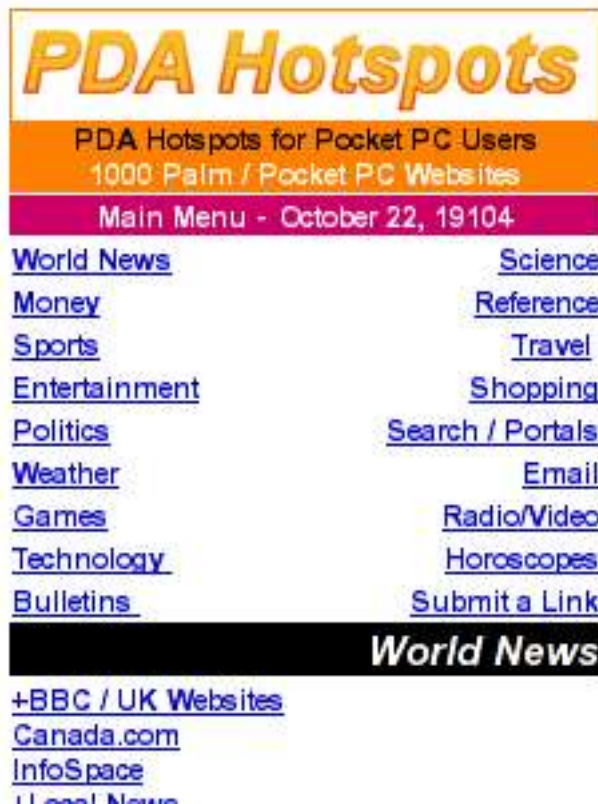 PDA Hotspots
PDA Hotspots for Pocket PC Users
1000 Palm / Pocket PC Websites
Main Menu - October 22, 19104
World News Science
Money Reference
Sports Travel
Entertainment Shopping
Politics Search / Portals
Weather Email
Games Radio/Video
Technology Horoscopes
Bulletins Submit a Link
World News
+BBC / UK Websites
Canada.com
InfoSpace
+Local News